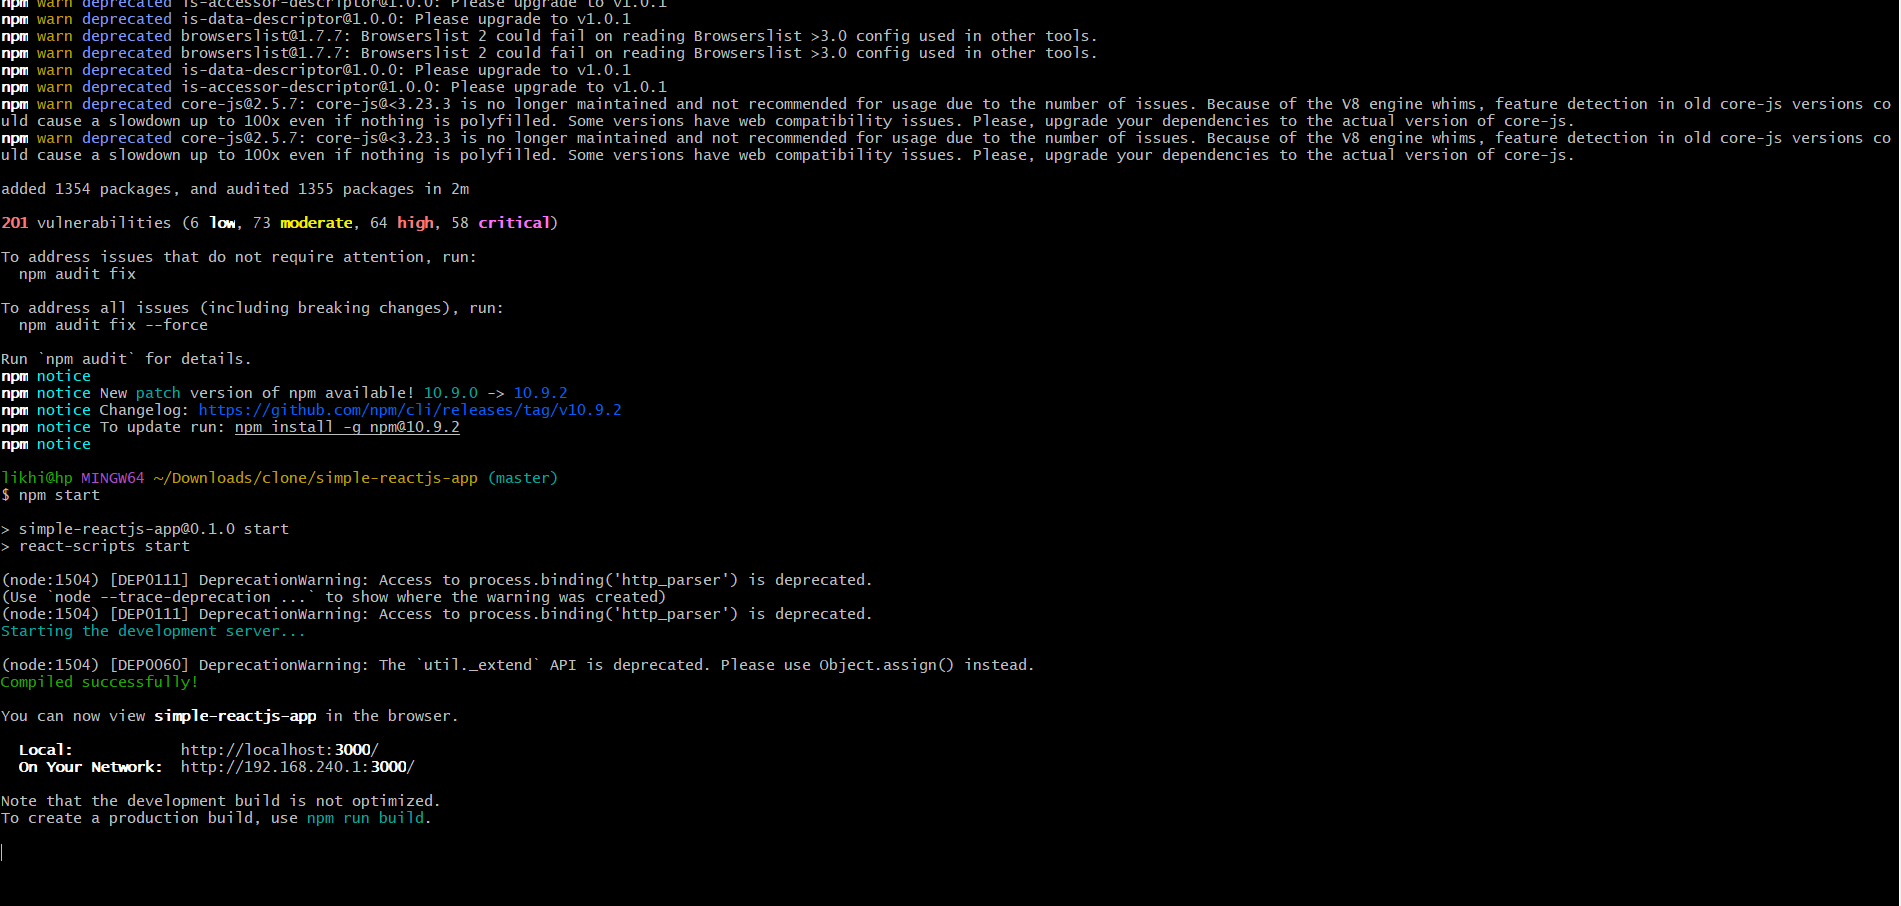 npm warn deprecated is-accessor-descriptor@1.0.0: Please upgrade to v1.0.1
npm warn deprecated is-data-descriptor@1.0.0: Please upgrade to v1.0.1
npm warn deprecated browserslist@1.7.7: Browserslist 2 could fail on reading Browserslist >3.0 config used in other tools.
npm warn deprecated browserslist@1.7.7: Browserslist 2 could fail on reading Browserslist >3.0 config used in other tools.
npm warn deprecated is-data-descriptor@1.0.0: Please upgrade to v1.0.1
npm warn deprecated is-accessor-descriptor@1.0.0: Please upgrade to v1.0.1
npm warn deprecated core-js@2.5.7: core-js@<3.23.3 is no longer maintained and not recommended for usage due to the number of issues. Because of the V8 engine whims, feature detection in old core-js versions co
uld cause a slowdown up to 100x even if nothing is polyfilled. Some versions have web compatibility issues. Please, upgrade your dependencies to the actual version of core-js.
npm warn deprecated core-js@2.5.7: core-js@<3.23.3 is no longer maintained and not recommended for usage due to the number of issues. Because of the V8 engine whims, feature detection in old core-js versions co
uld cause a slowdown up to 100x even if nothing is polyfilled. Some versions have web compatibility issues. Please, upgrade your dependencies to the actual version of core-js.
added 1354 packages, and audited 1355 packages in 2m
201 vulnerabilities (6 low, 73 moderate, 64 high, 58 critical)
To address issues that do not require attention, run:
npm audit fix
To address all issues (including breaking changes), run:
npm audit fix --force
Run `npm audit` for details.
npm notice
npm notice New patch version of npm available! 10.9.0 -> 10.9.2
npm notice Changelog: https://github.com/npm/cli/releases/tag/v10.9.2
npm notice To update run: npm install -g npm@10.9.2
npm notice
likhi@hp MINGW64 ~/Downloads/clone/simple-reactjs-app (master)
$ npm start
> simple-reactjs-app@0.1.0 start
> react-scripts start
(node:1504) [DEP0111] DeprecationWarning: Access to process.binding('http_parser') is deprecated.
(Use `node --trace-deprecation ...` to show where the warning was created)
(node:1504) [DEP0111] DeprecationWarning: Access to process.binding('http_parser') is deprecated.
Starting the development server...
(node:1504) [DEP0060] DeprecationWarning: The `util._extend` API is deprecated. Please use Object.assign() instead.
Compiled successfully!
You can now view simple-reactjs-app in the browser.
Local: http://localhost:3000/
On Your Network: http://192.168.240.1:3000/
Note that the development build is not optimized.
To create a production build, use npm run build.